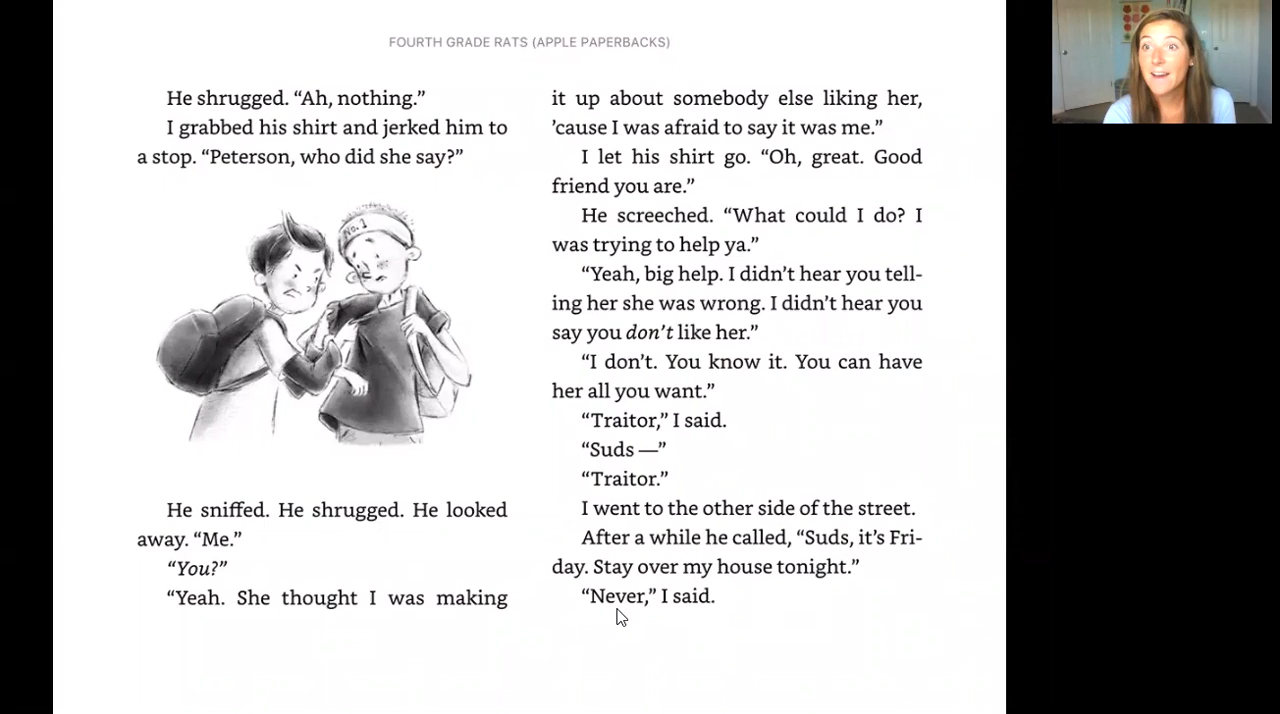 FOURTH GRADE RATS (APPLE PAPERBACKS)
He shrugged. “Ah, nothing.”
I grabbed his shirt and jerked him to
a stop. “Peterson, who did she say?”
No. 1
He sniffed. He shrugged. He looked
away. “Me.”
“You?”
“Yeah. She thought I was making
it up about somebody else liking her,
’cause I was afraid to say it was me.”
I let his shirt go. “Oh, great. Good
friend you are.”
He screeched. “What could I do? I
was trying to help ya.”
“Yeah, big help. I didn’t hear you tell-
ing her she was wrong. I didn’t hear you
say you don’t like her.”
“I don’t. You know it. You can have
her all you want.”
“Traitor,” I said.
“Suds —”
“Traitor.”
I went to the other side of the street.
After a while he called, “Suds, it’s Fri-
day. Stay over my house tonight.”
“Never,” I said.